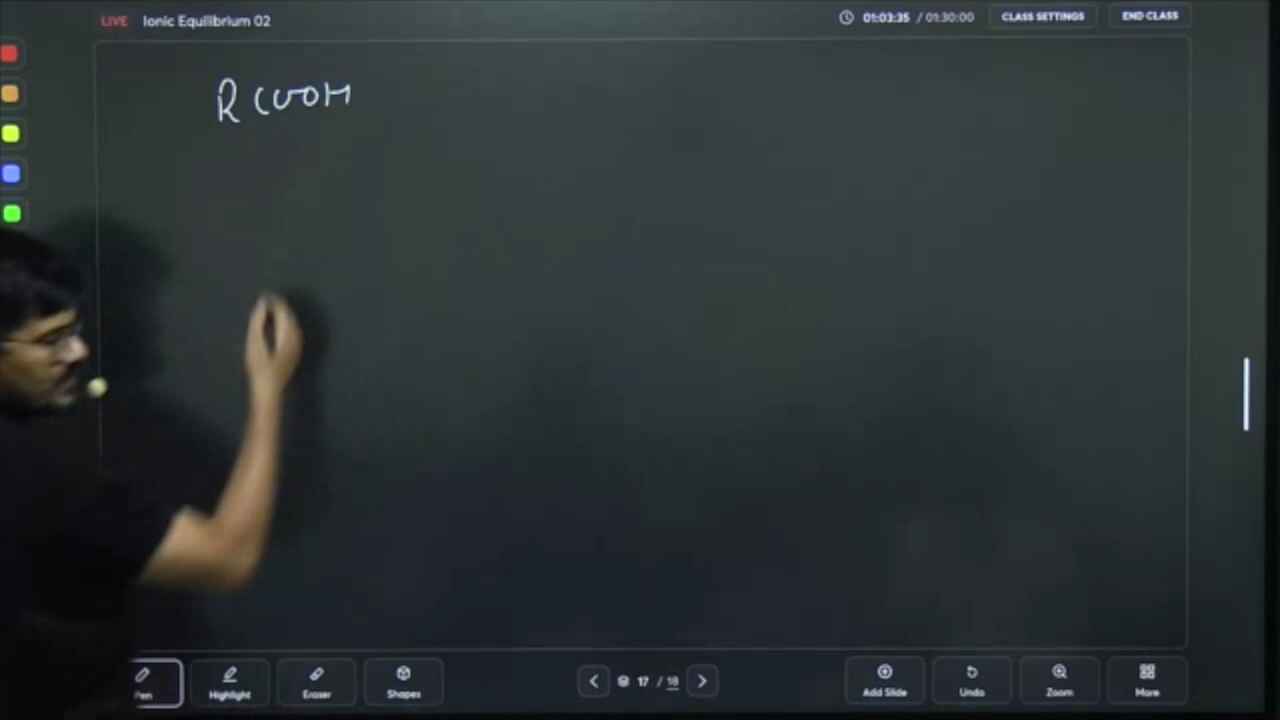 LIVE Ionic Equilibrium 02
01:03:35 / 01:30:00
CLASS SETTINGS
END CLASS
RCOOH
Pen
Highlight
Eraser
Shapes
17 / 18
Add Slide
Undo
Zoom
More